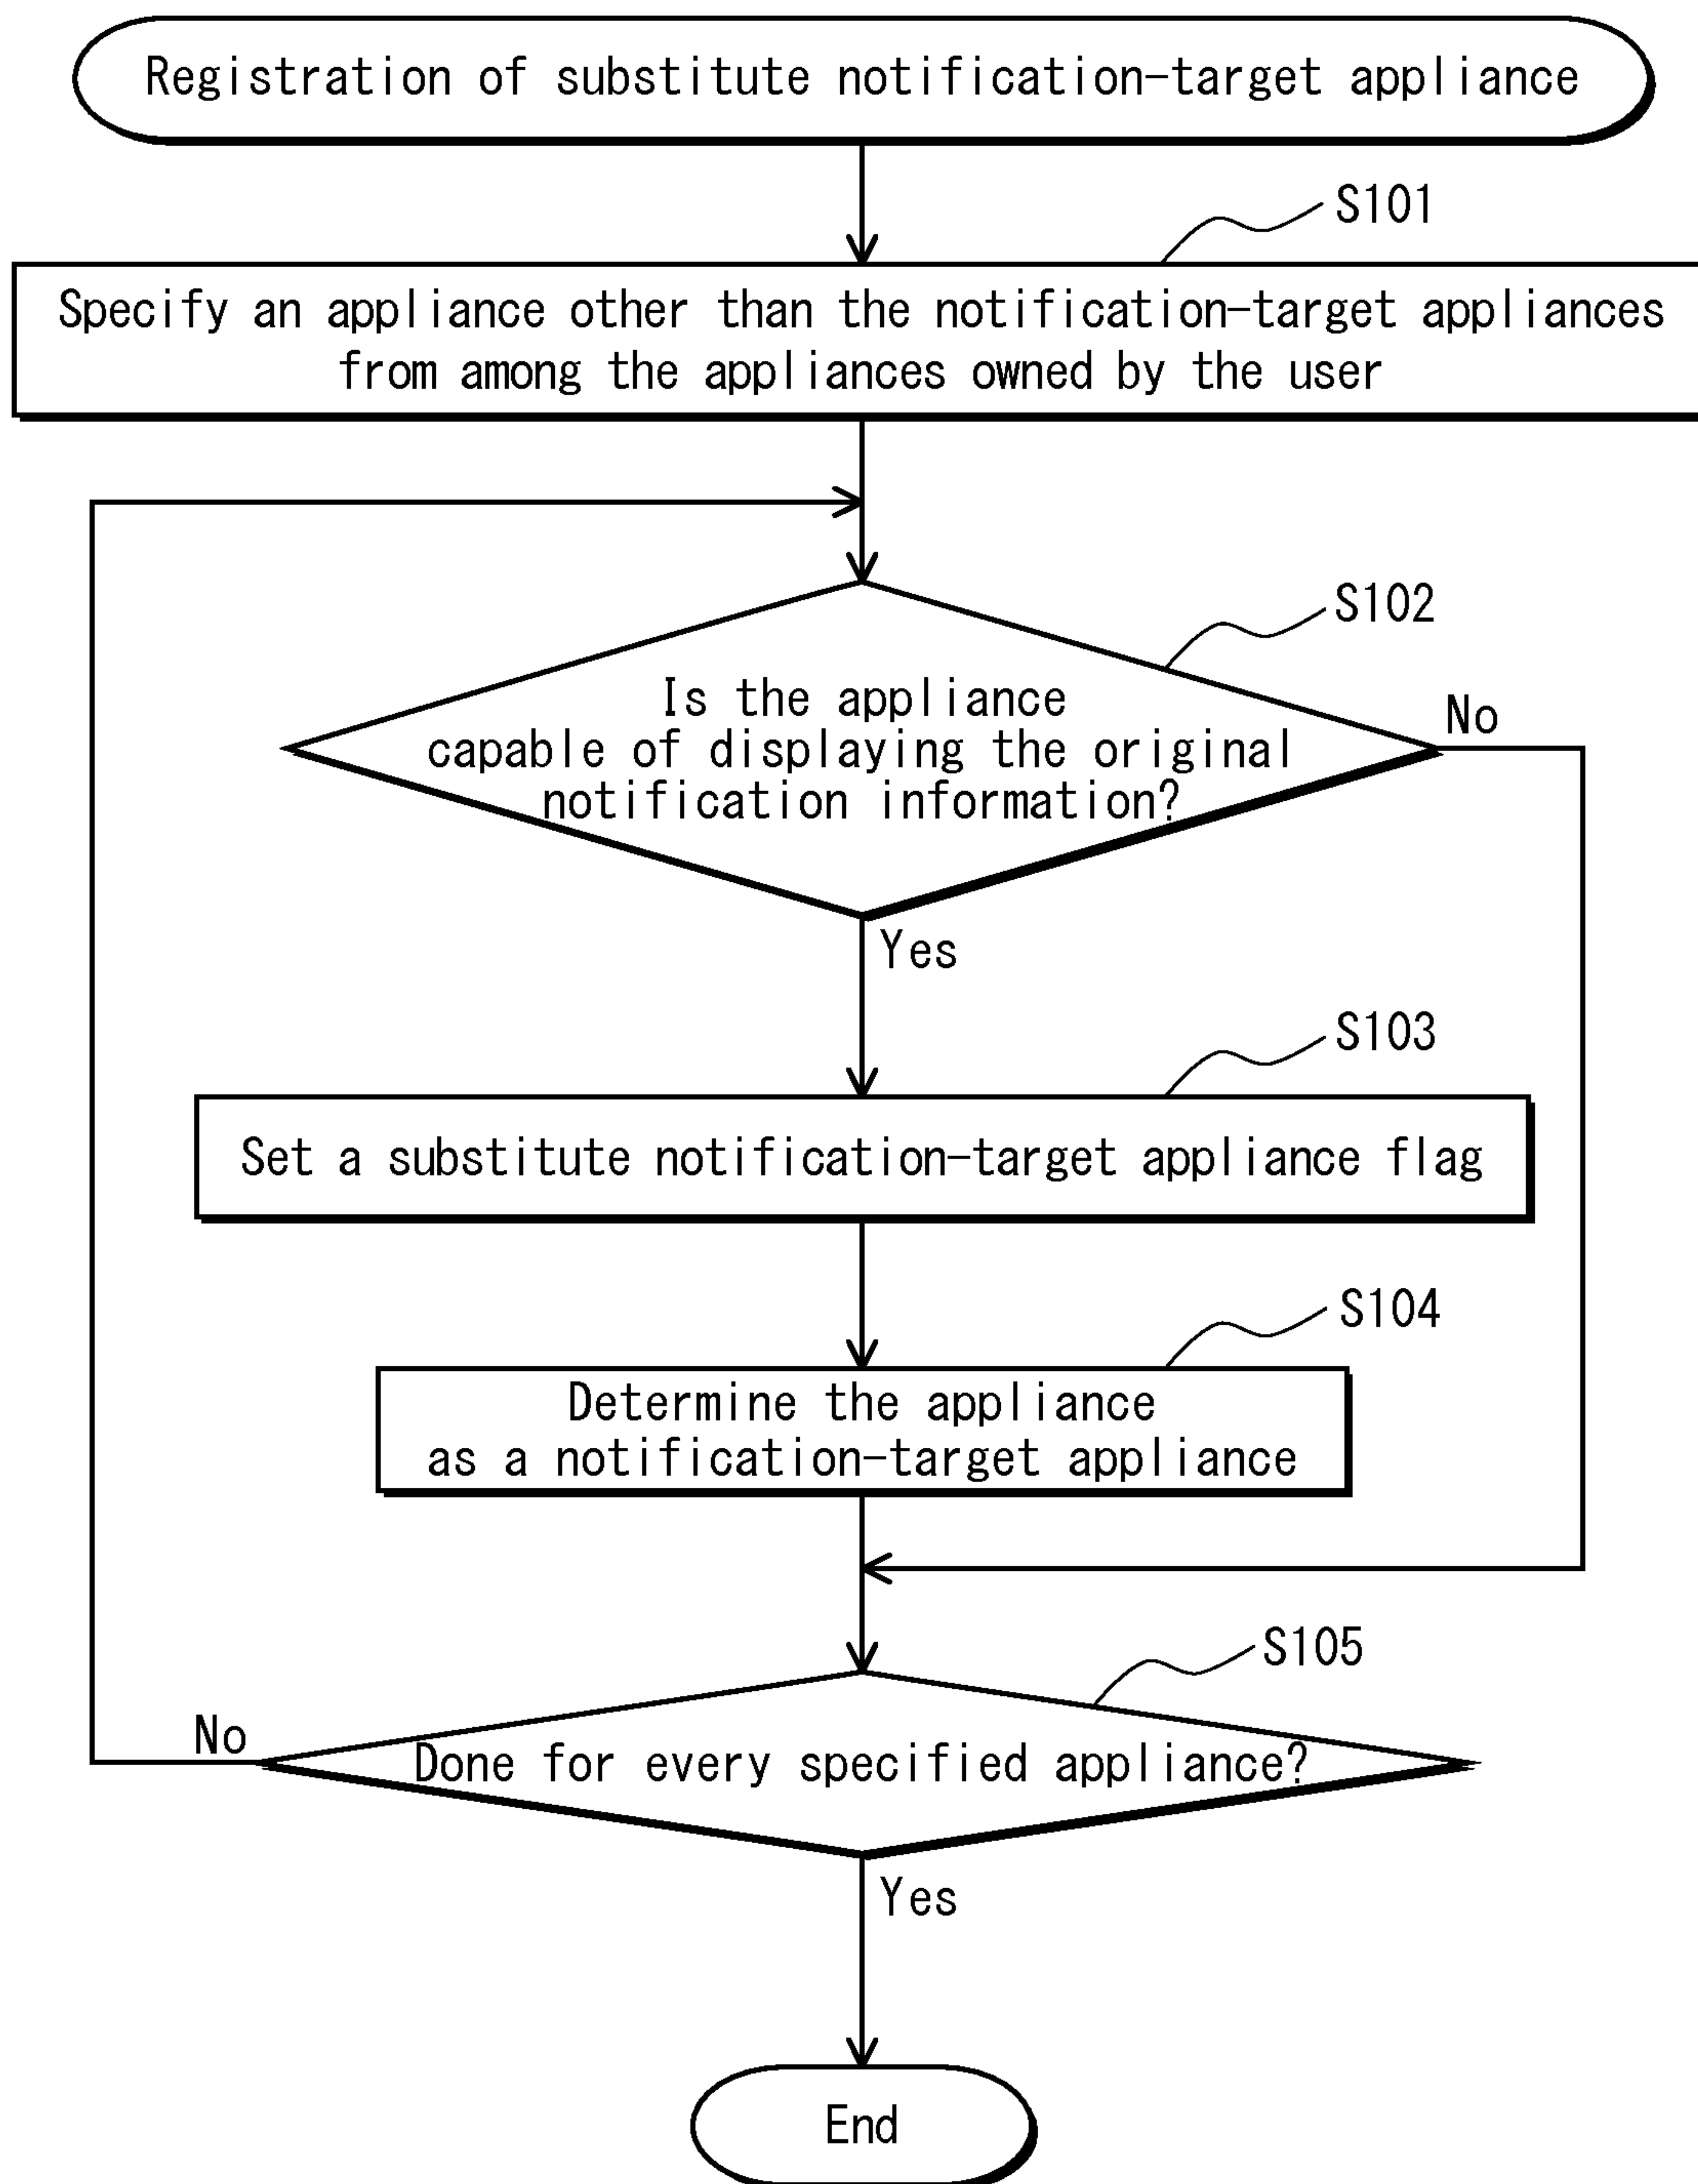 Registration of substitute notification-target appliance
S101
Specify an appliance other than the notification-target appliances
from among the appliances owned by the user
S102
Is the appliance
capable of displaying the original
notification information?
No
Yes
S103
Set a substitute notification-target appliance flag
S104
Determine the appliance
as a notification-target appliance
S105
No
Done for every specified appliance?
Yes
End